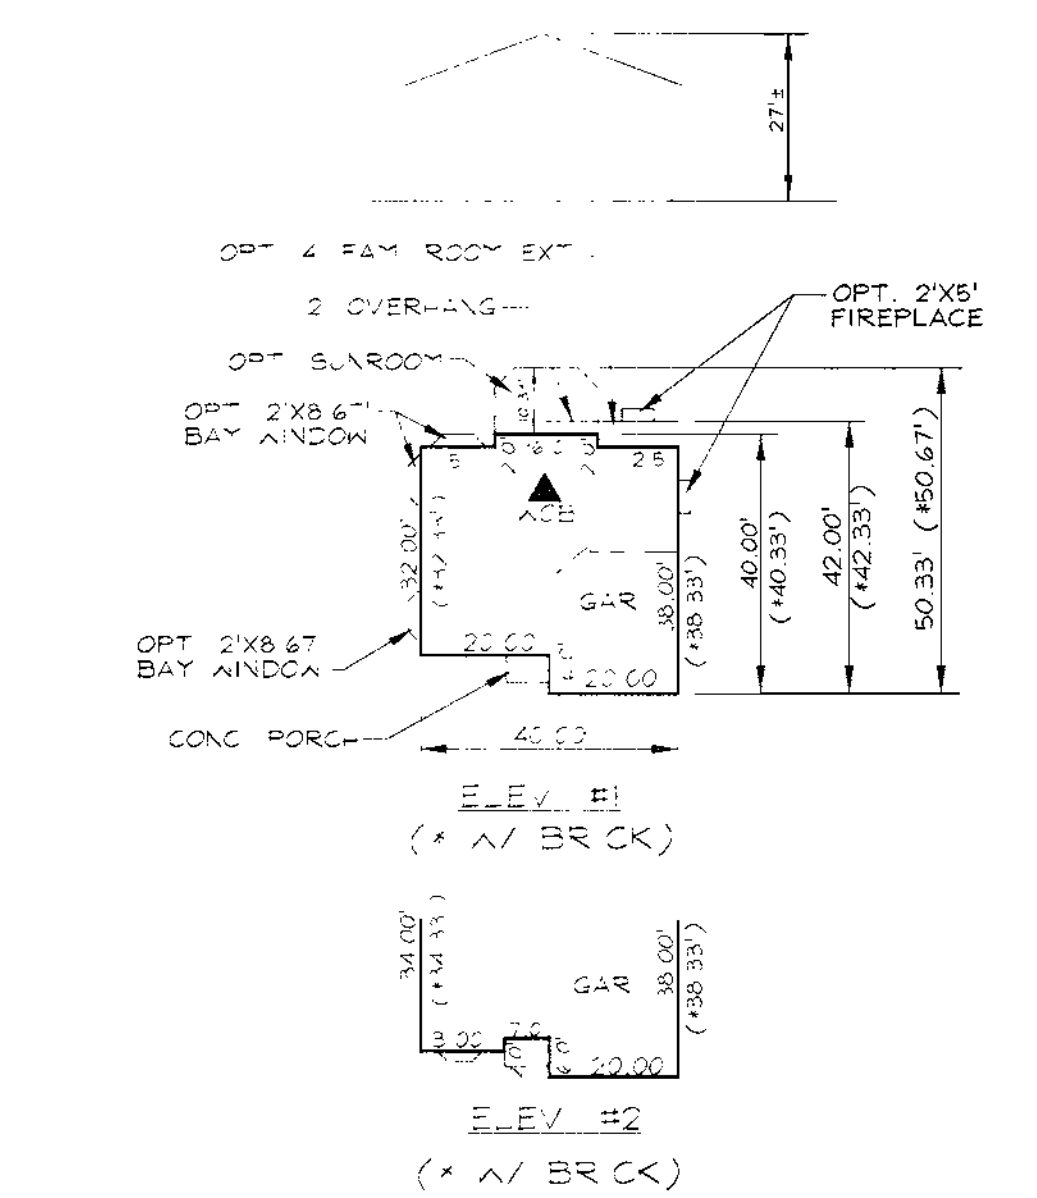 27'±
OPT 4 FAM ROOM EXT
2 OVERHANG
OPT. 2'X5'
FIREPLACE
OPT SUNROOM
OPT 2'X8 67'
BAY WINDOW
5
2 5
GAR
32 00'
38.00'
(*38 33')
40.00'
(*40.33')
42.00'
(*42.33')
50.33' (*50.67')
OPT 2'X8 67
BAY WINDOW
20 00
20 00
CONC PORCH
40 00
ELEV #1
(* W/ BRICK)
34 00'
(*34 33')
GAR
38 00'
(*38 33')
20.00
ELEV #2
(* W/ BRICK)